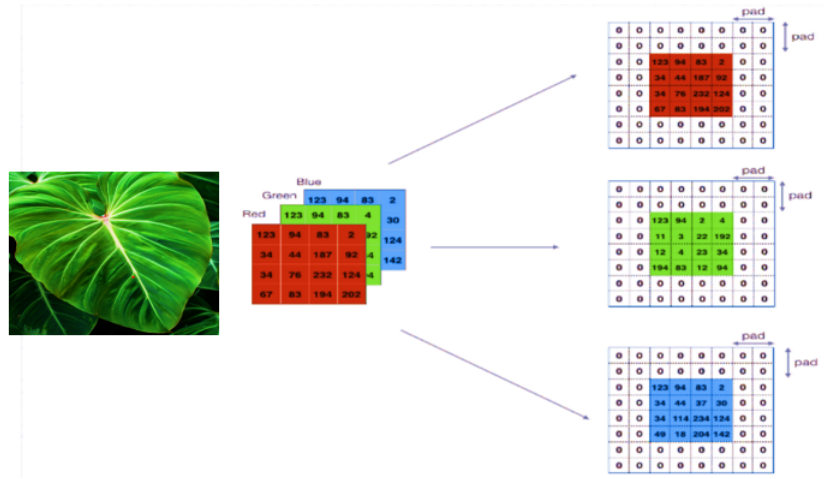 Blue
123 94 83 2
Green
123 94 83 4
30
Red
123 94 83 2
92
124
34 44 187 92
34 76 232 124
142
67 83 194 202
pad
pad
0 0 0 0 0 0 0 0
0 0 0 0 0 0 0 0
0 0 123 94 83 2 0 0
0 0 34 44 187 92 0 0
0 0 34 76 232 124 0 0
0 0 67 83 194 202 0 0
0 0 0 0 0 0 0 0
0 0 0 0 0 0 0 0
pad
pad
0 0 0 0 0 0 0 0
0 0 0 0 0 0 0 0
0 0 123 94 2 4 0 0
0 0 11 3 22 192 0 0
0 0 12 4 23 34 0 0
0 0 194 83 12 94 0 0
0 0 0 0 0 0 0 0
0 0 0 0 0 0 0 0
pad
pad
0 0 0 0 0 0 0 0
0 0 0 0 0 0 0 0
0 0 123 94 83 2 0 0
0 0 34 44 37 30 0 0
0 0 34 114 234 124 0 0
0 0 49 18 204 142 0 0
0 0 0 0 0 0 0 0
0 0 0 0 0 0 0 0